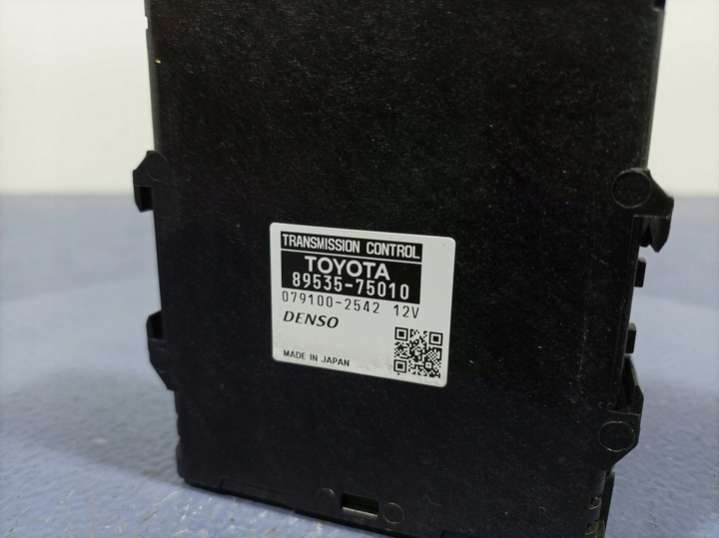 TRANSMISSION CONTROL
TOYOTA
89535-75010
079100-2542 12V
DENSO
MADE IN JAPAN